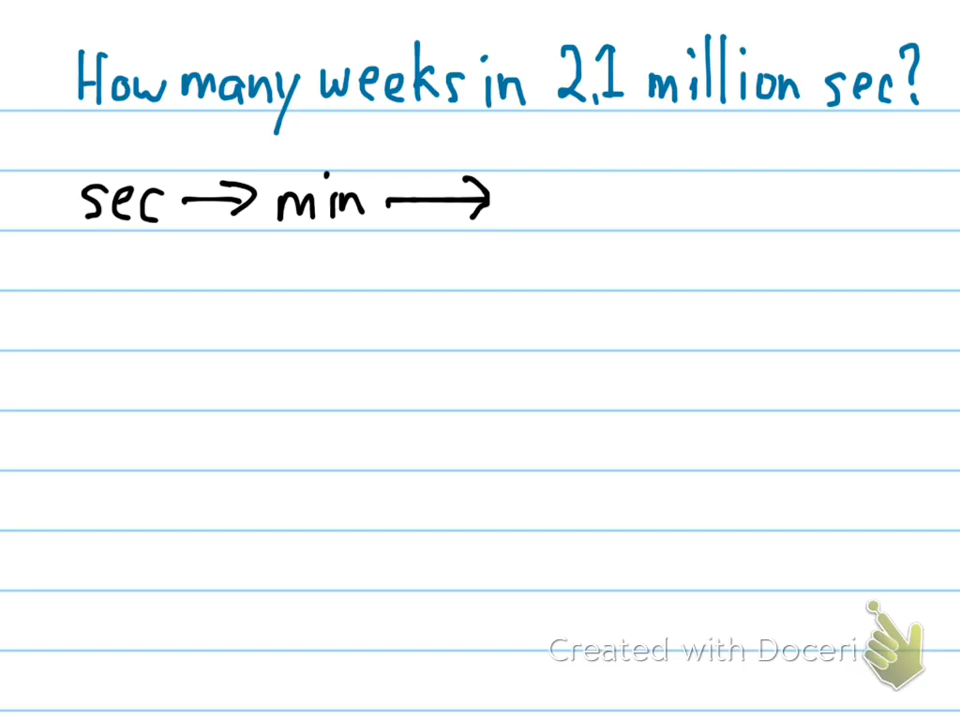 How many weeks in 2.1 million sec?
sec → min →
Created with Doceri